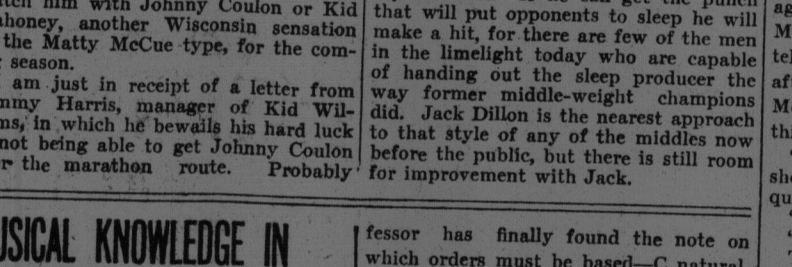 him with Johnny Coulon or Kid
another Wisconsin sensation
the Matty McCue type, for the com-
season.
am just in receipt of a letter from
Harris, manager of Kid Wil-
in which he bewails his hard luck
not being able to get Johnny Coulon
the marathon route. Probably
that will put opponents to sleep he will
make a hit, for there are few of the men
in the limelight today who are capable
of handing out the sleep producer the
way former middle-weight champions
did. Jack Dillon is the nearest approach
to that style of any of the middles now
before the public, but there is still room
for improvement with Jack.
KNOWLEDGE IN
fessor has finally found the note on
which orders must be based—C natural